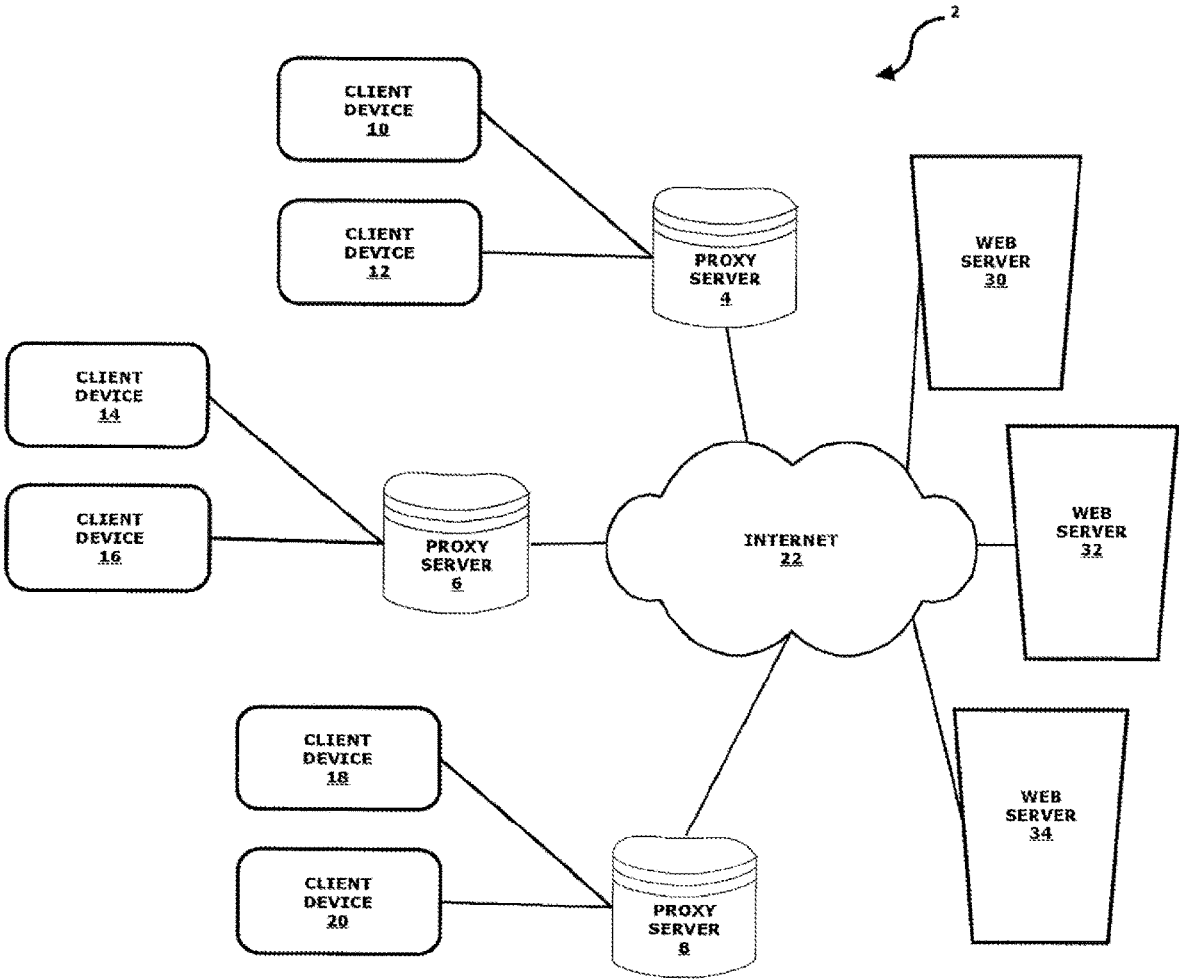 2
CLIENT
DEVICE
10
CLIENT
DEVICE
12
PROXY
SERVER
4
WEB
SERVER
30
CLIENT
DEVICE
14
CLIENT
DEVICE
16
PROXY
SERVER
6
INTERNET
22
WEB
SERVER
32
CLIENT
DEVICE
18
CLIENT
DEVICE
20
PROXY
SERVER
8
WEB
SERVER
34